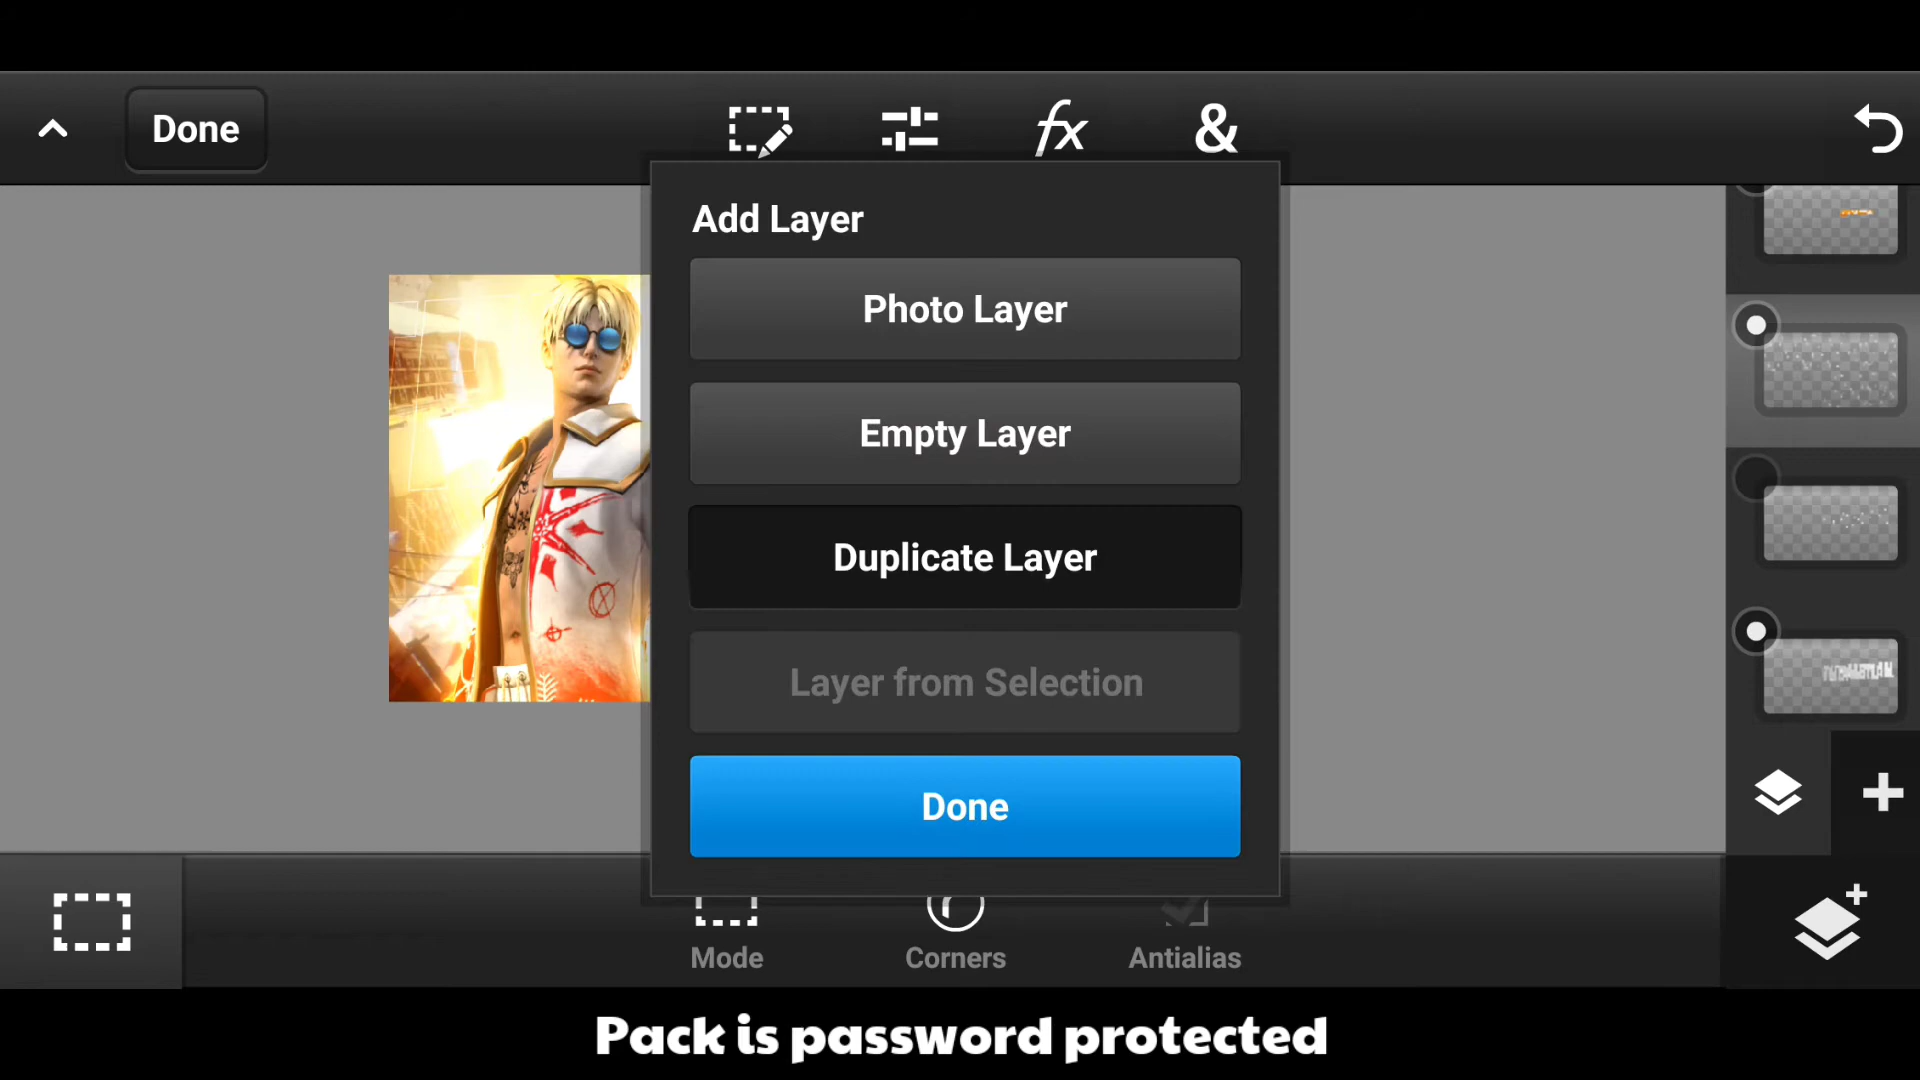 Done
fx
&
Add Layer
Photo Layer
Empty Layer
Duplicate Layer
Layer from Selection
Done
Mode
Corners
Antialias
Pack is password protected